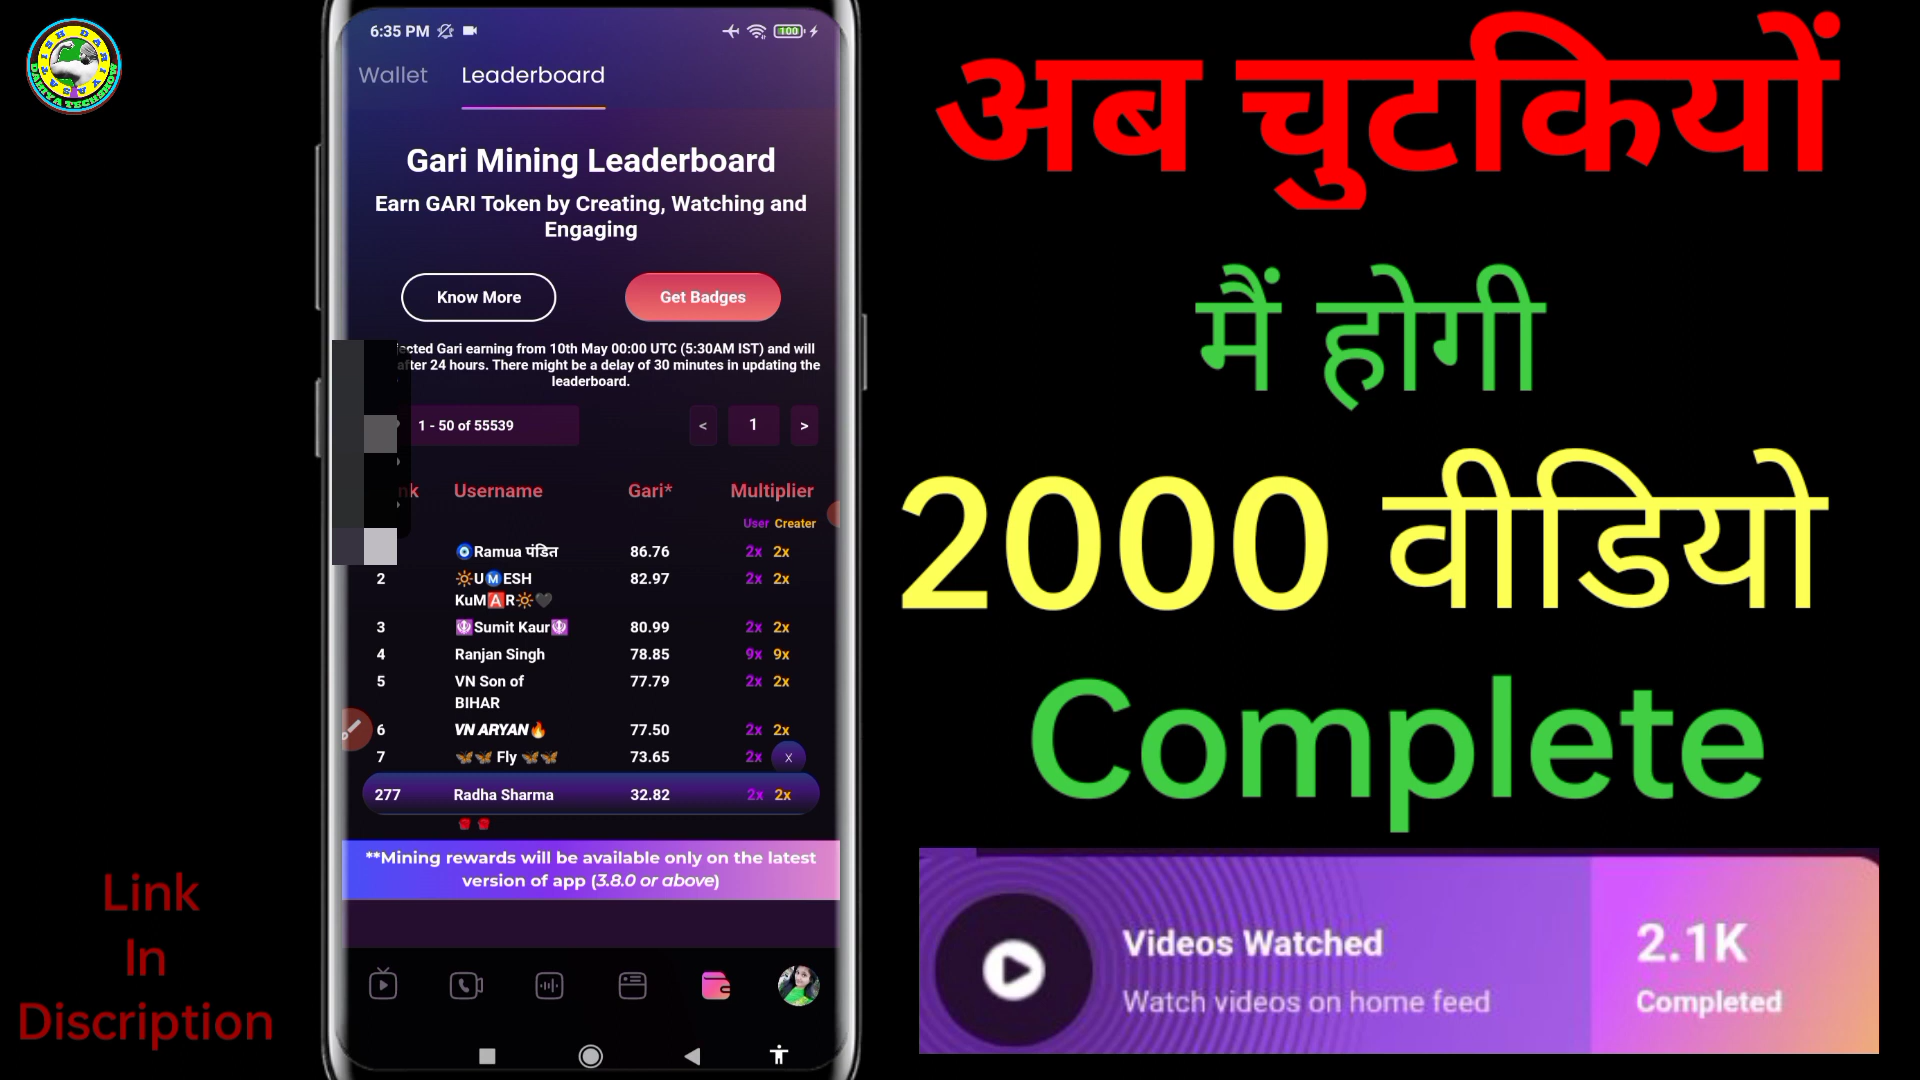 6:35 PM
100
Wallet Leaderboard
Gari Mining Leaderboard
Earn GARI Token by Creating, Watching and
Engaging
Know More Get Badges
Gari earning from 10th May 00:00 UTC (5:30AM IST) and will
after 24 hours. There might be a delay of 30 minutes in updating the
leaderboard.
1 - 50 of 55539 < 1 >
Username Gari* Multiplier
User Creater
🧿Ramua पंडित 86.76 2x 2x
2 🔆UⓂ️ESH 82.97 2x 2x
KuM🅰️R🔆🖤
3 ☬Sumit Kaur☬ 80.99 2x 2x
4 Ranjan Singh 78.85 9x 9x
5 VN Son of 77.79 2x 2x
BIHAR
6 VN ARYAN🔥 77.50 2x 2x
7 🦋🦋 Fly 🦋🦋 73.65 2x X
277 Radha Sharma 32.82 2x 2x
**Mining rewards will be available only on the latest
version of app (3.8.0 or above)
अब चुटकियों
मैं होगी
2000 वीडियो
Complete
Videos Watched
Watch videos on home feed
2.1K
Completed
Link
In
Discription